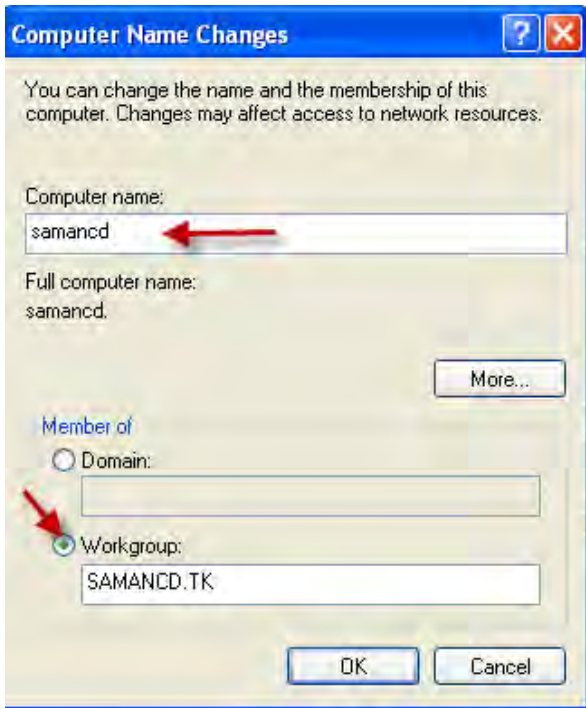 Computer Name Changes
You can change the name and the membership of this
computer. Changes may affect access to network resources.
Computer name:
samancd
Full computer name:
samancd.
More...
Member of
Domain:
Workgroup:
SAMANCD.TK
OK Cancel